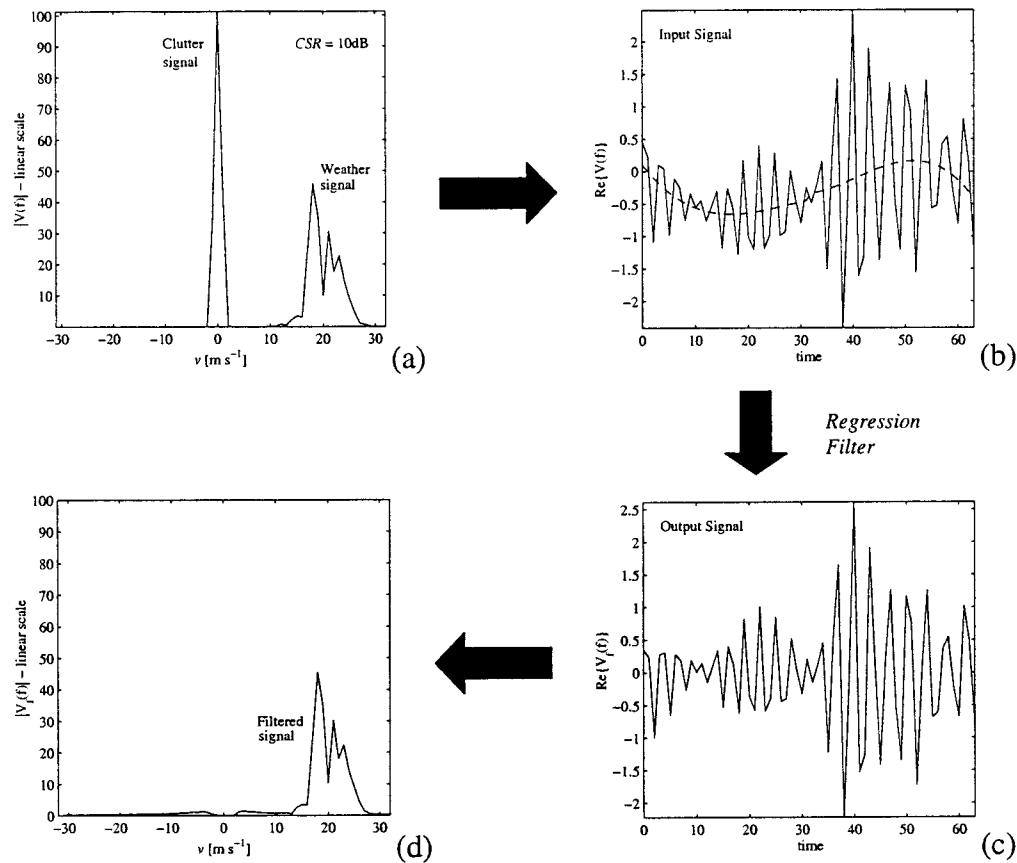 100
90
80
70
60
50
40
30
20
10
|V(f)| – linear scale
Clutter
signal
CSR = 10dB
Weather
signal
−30 −20 −10 0 10 20 30
v [m s⁻¹]
(a)
Input Signal
2
1.5
1
0.5
0
−0.5
−1
−1.5
−2
Re{V(f)}
0 10 20 30 40 50 60
time
(b)
Regression
Filter
Output Signal
2.5
2
1.5
1
0.5
0
−0.5
−1
−1.5
−2
Re{V_f(f)}
0 10 20 30 40 50 60
time
(c)
100
90
80
70
60
50
40
30
20
10
0
|V_f(f)| – linear scale
Filtered
signal
−30 −20 −10 0 10 20 30
v [m s⁻¹]
(d)